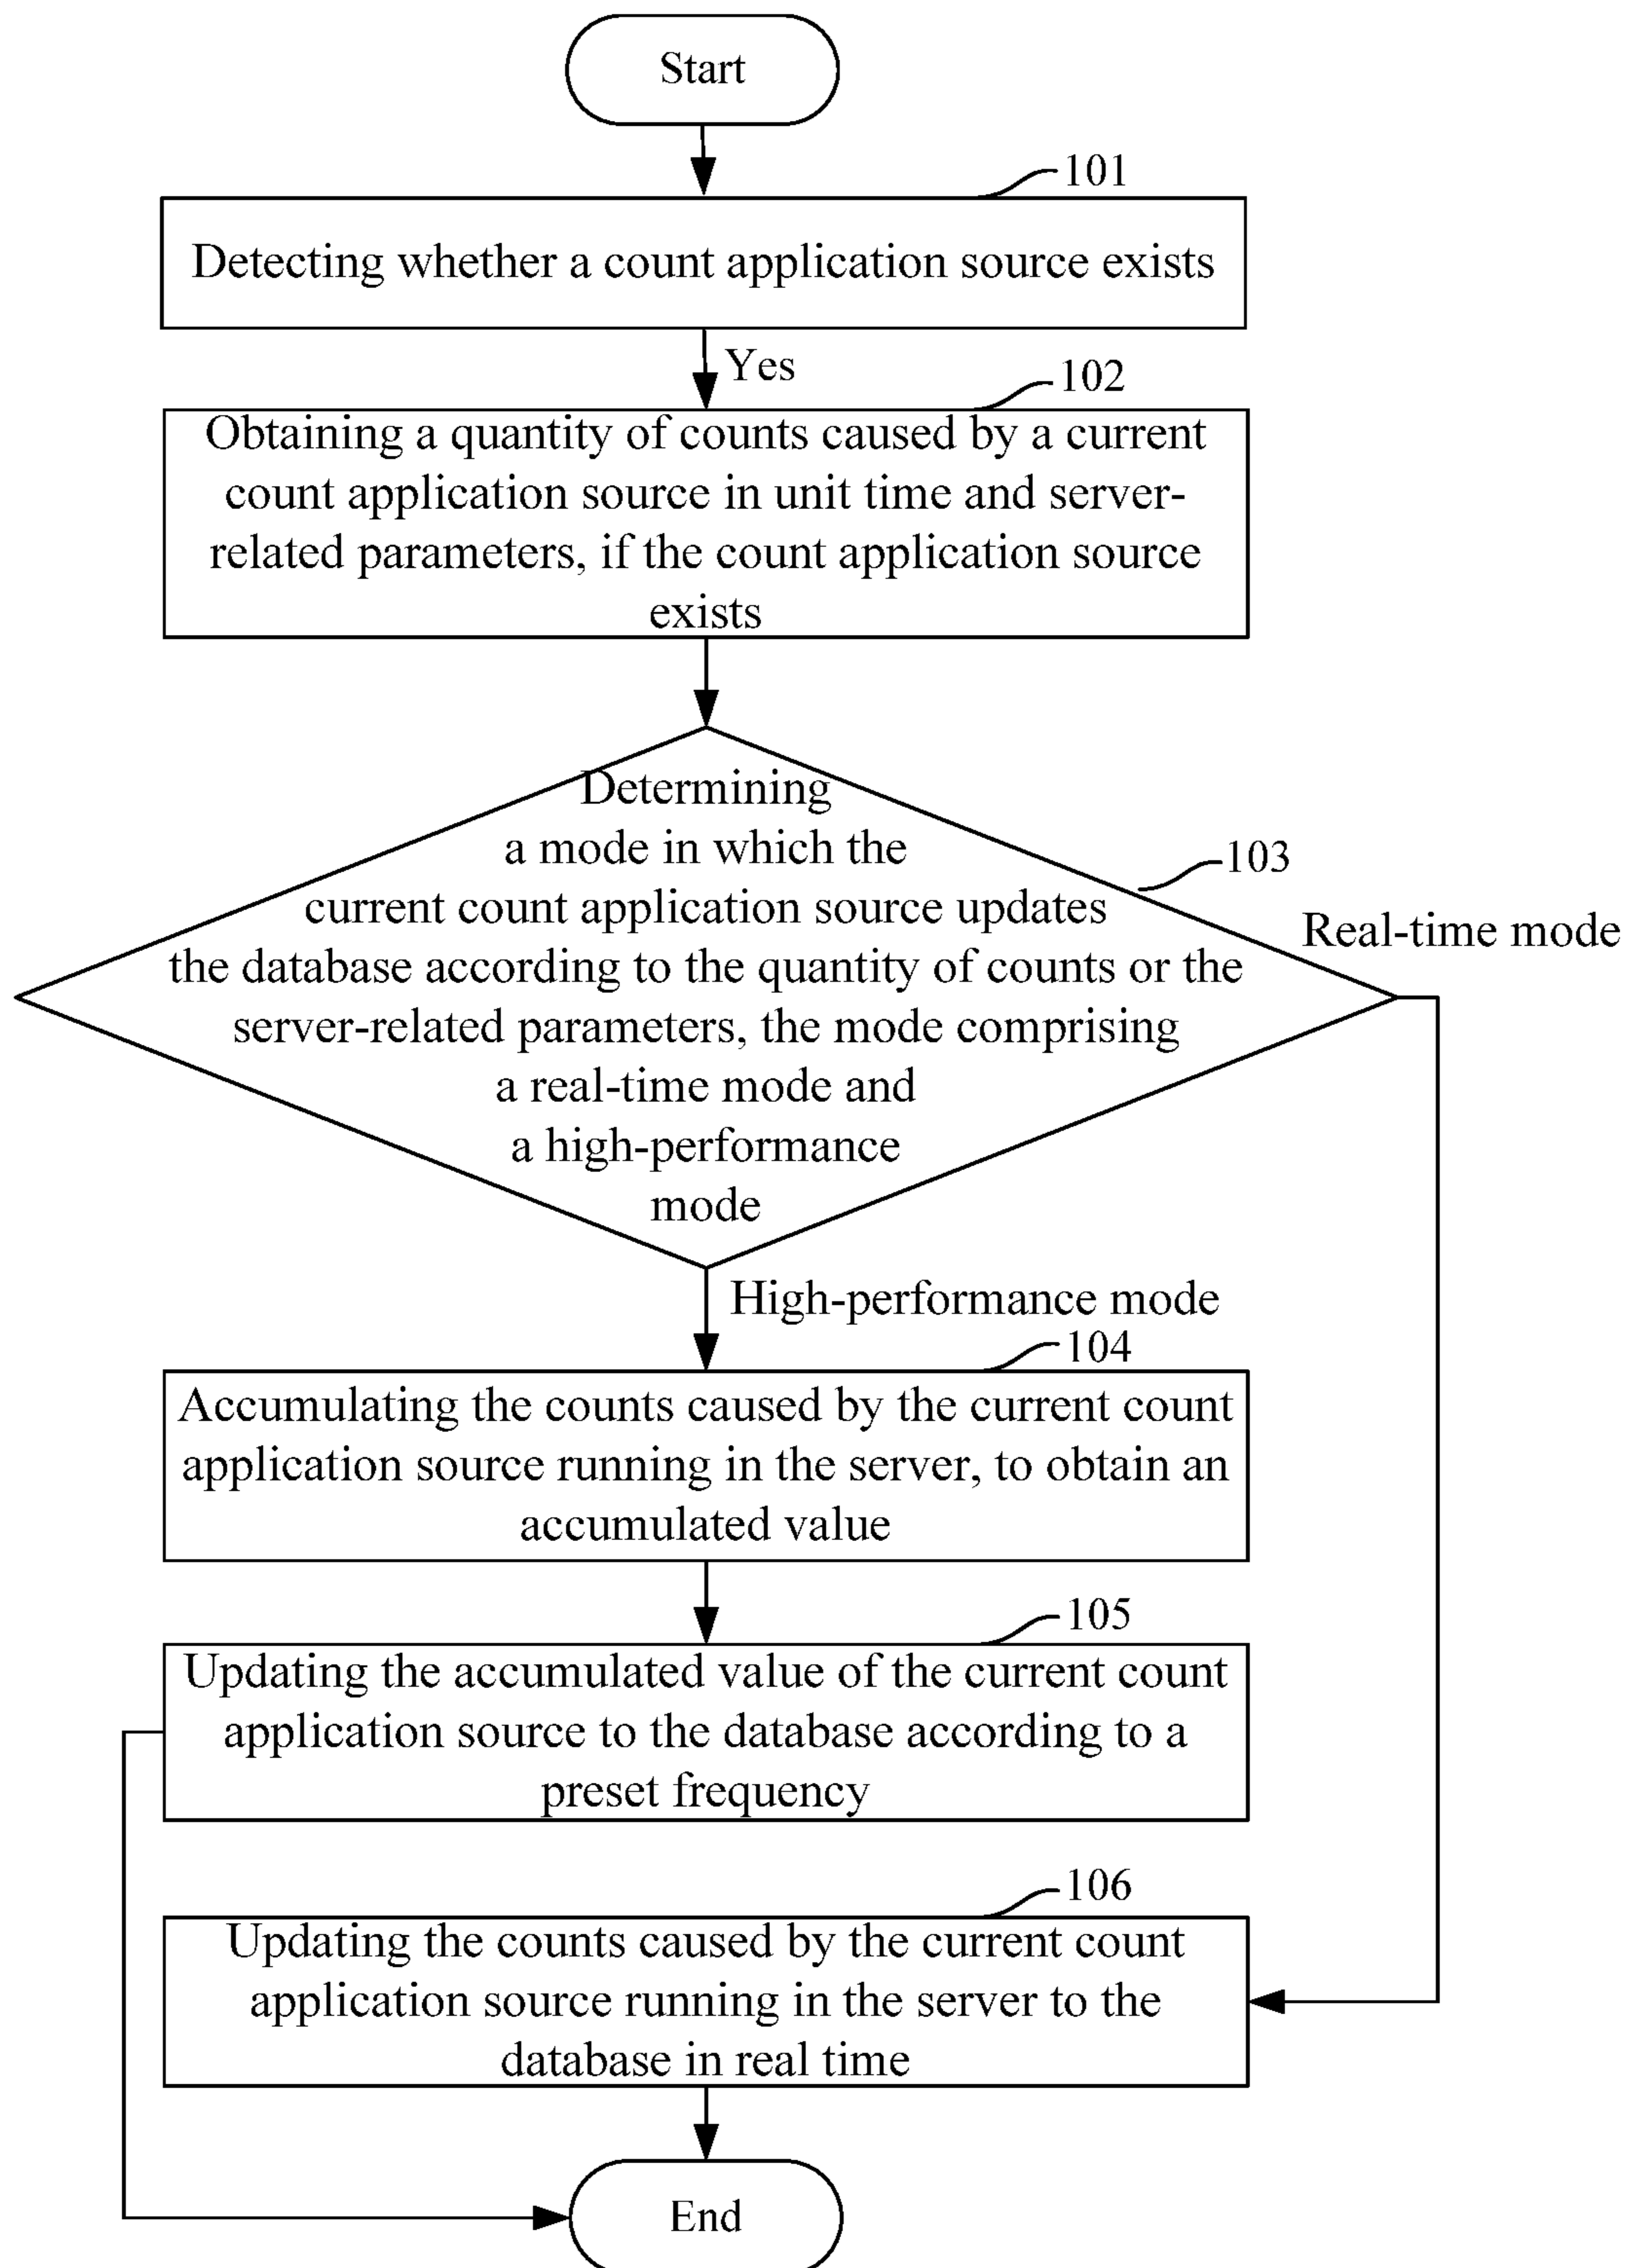 Start
101
Detecting whether a count application source exists
Yes
102
Obtaining a quantity of counts caused by a current
count application source in unit time and server-
related parameters, if the count application source
exists
Determining
a mode in which the
103
current count application source updates
Real-time mode
the database according to the quantity of counts or the
server-related parameters, the mode comprising
a real-time mode and
a high-performance
mode
High-performance mode
104
Accumulating the counts caused by the current count
application source running in the server, to obtain an
accumulated value
105
Updating the accumulated value of the current count
application source to the database according to a
preset frequency
106
Updating the counts caused by the current count
application source running in the server to the
database in real time
End